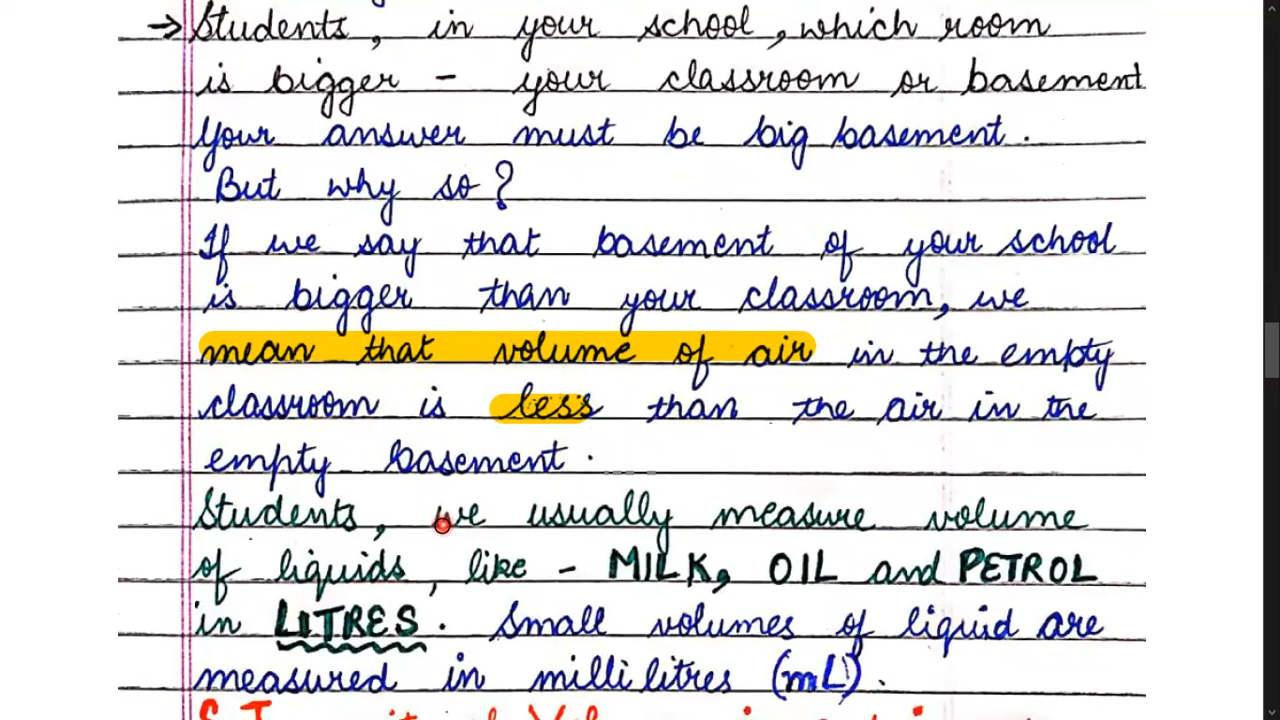 → Students, in your school, which room
is bigger - your classroom or basement
Your answer must be big basement.
But why so?
If we say that basement of your school
is bigger than your classroom, we
mean that volume of air in the empty
classroom is less than the air in the
empty basement.
Students, we usually measure volume
of liquids, like - MILK, OIL and PETROL
in LITRES. Small volumes of liquid are
measured in milli litres (mL).